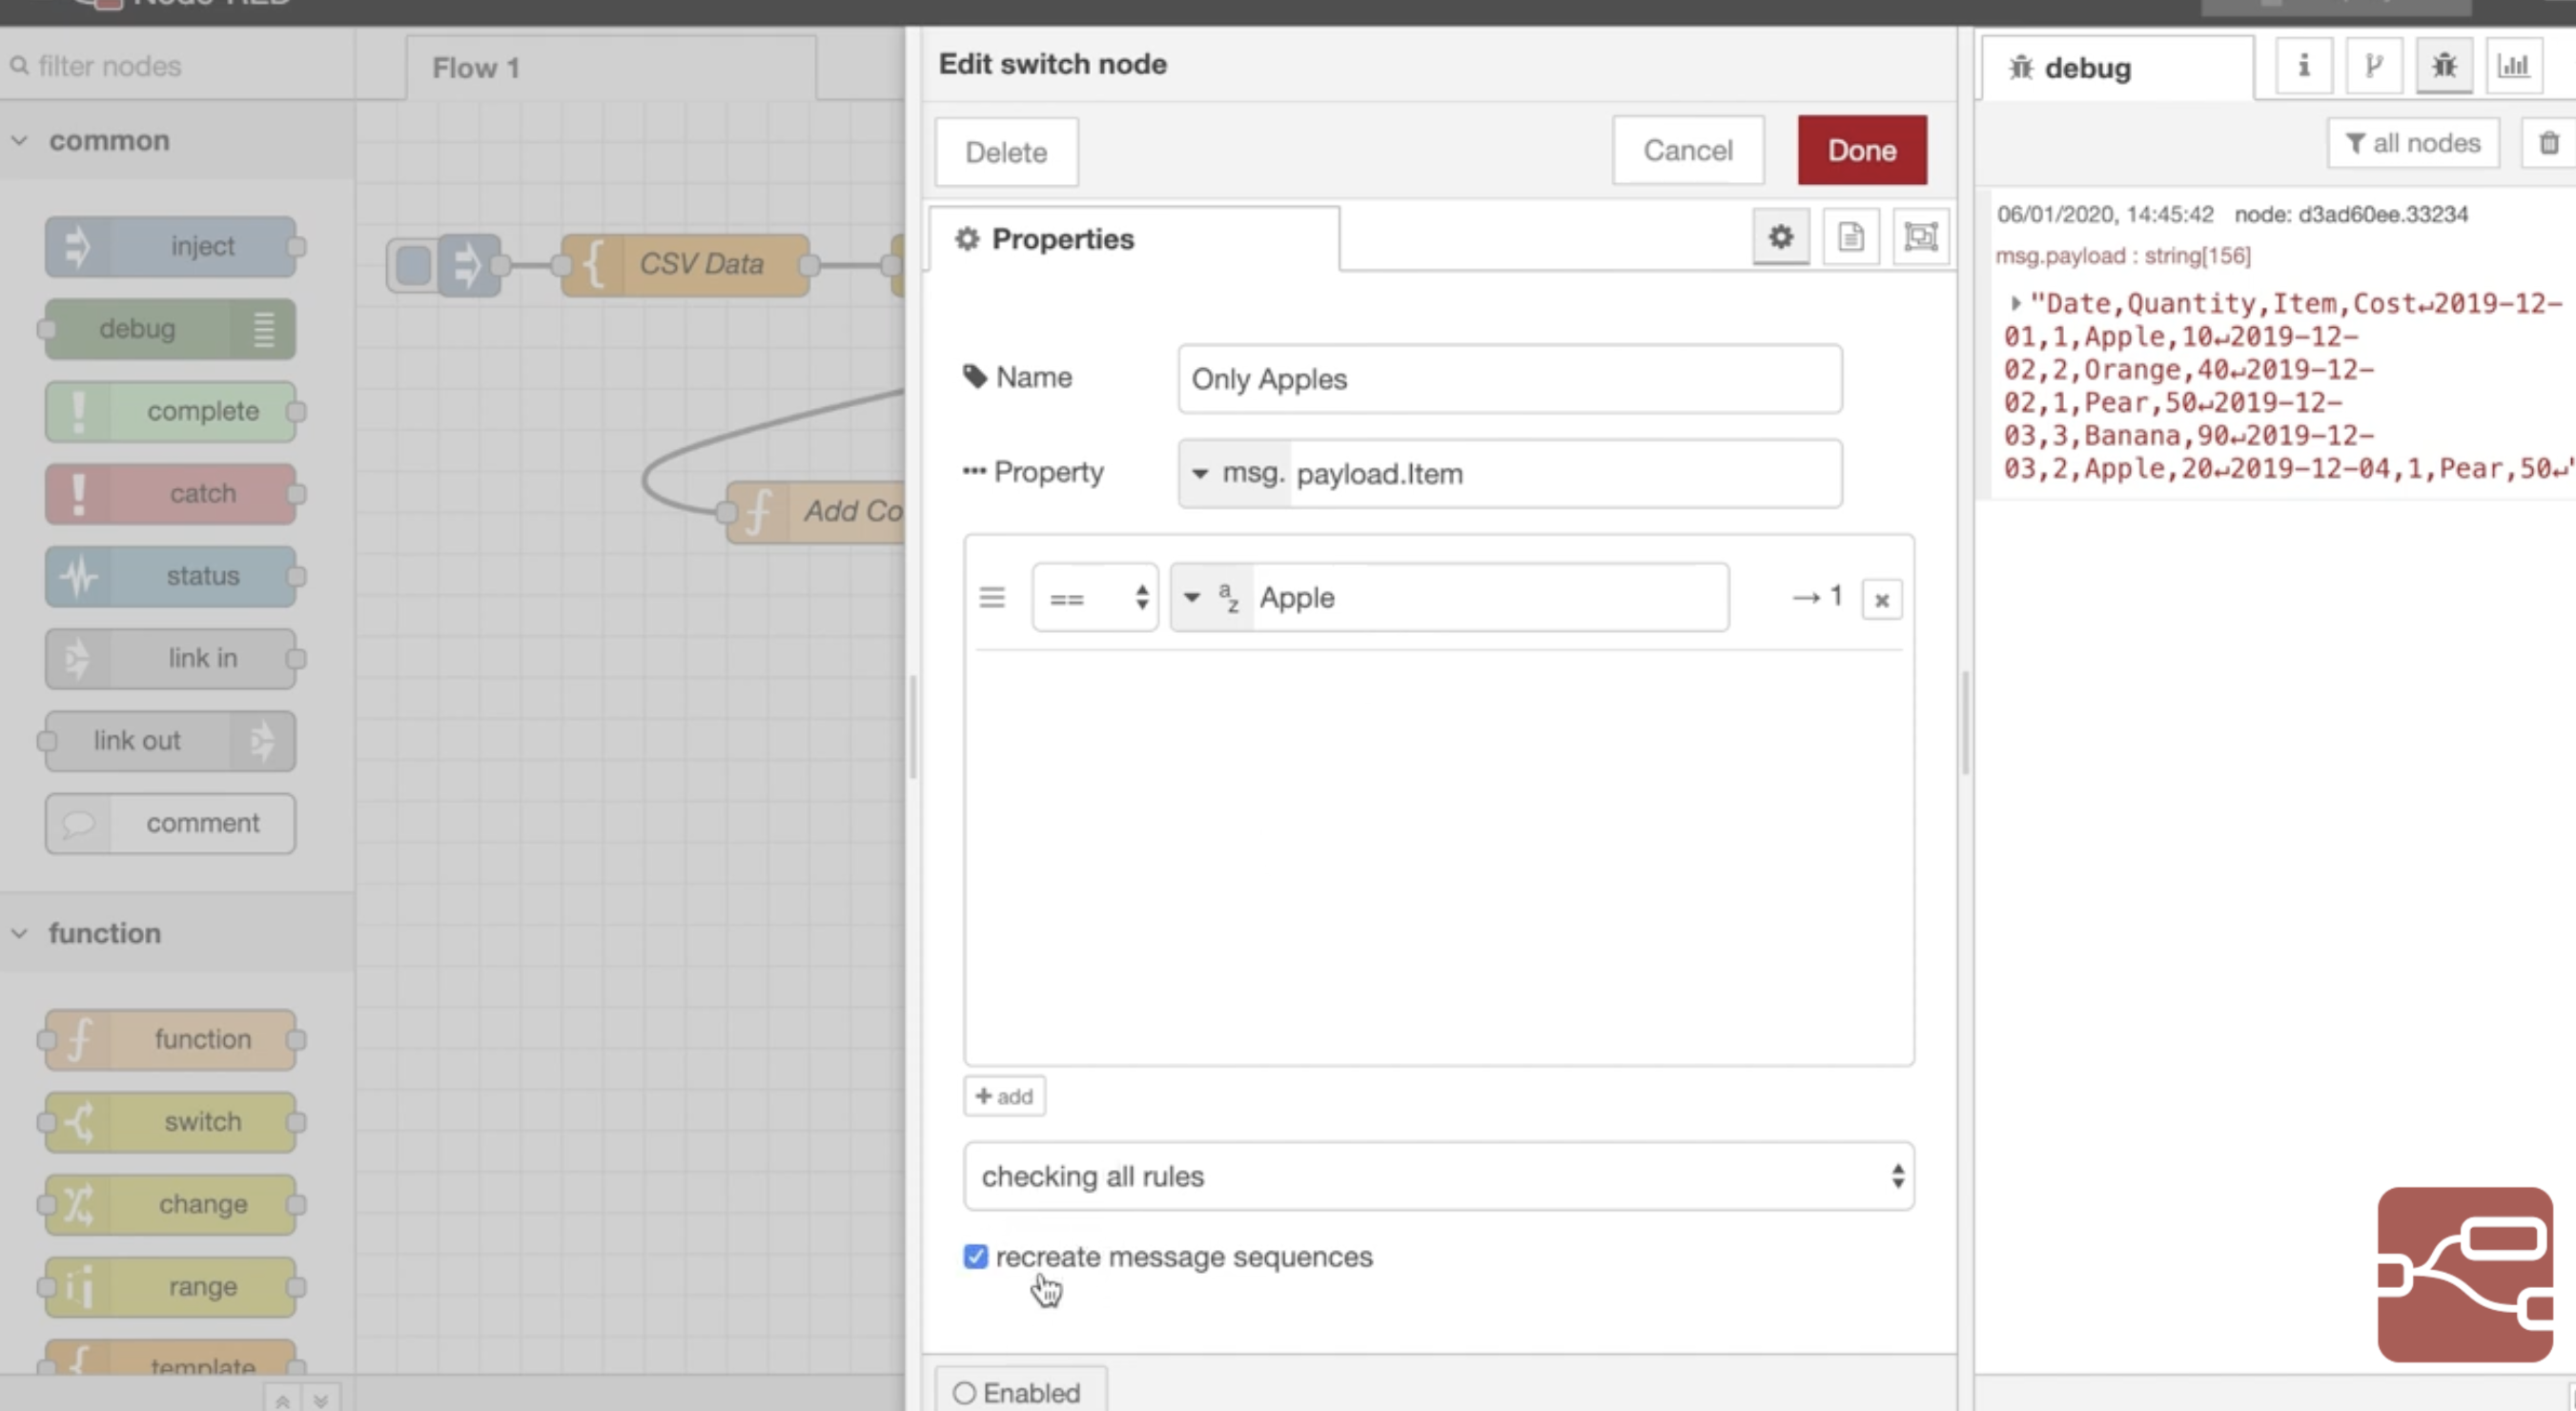 Node-RED
filter nodes
Flow 1
common
inject
debug
complete
catch
status
link in
link out
comment
function
function
switch
change
range
template
CSV Data
Add Co
Edit switch node
Delete
Cancel
Done
Properties
Name
Only Apples
Property
msg. payload.Item
== a z Apple → 1 ×
+ add
checking all rules
recreate message sequences
Enabled
debug
all nodes
06/01/2020, 14:45:42 node: d3ad60ee.33234
msg.payload : string[156]
"Date,Quantity,Item,Cost↵2019-12-
01,1,Apple,10↵2019-12-
02,2,Orange,40↵2019-12-
02,1,Pear,50↵2019-12-
03,3,Banana,90↵2019-12-
03,2,Apple,20↵2019-12-04,1,Pear,50↵"